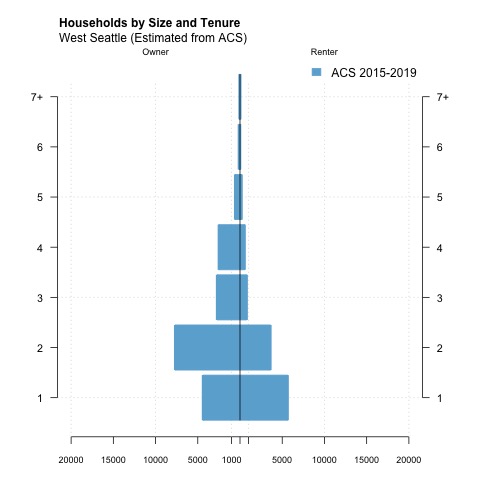 Households by Size and Tenure
West Seattle (Estimated from ACS)
Owner Renter
ACS 2015-2019
7+ 7+
6 6
5 5
4 4
3 3
2 2
1 1
20000 15000 10000 5000 1000 5000 10000 15000 20000